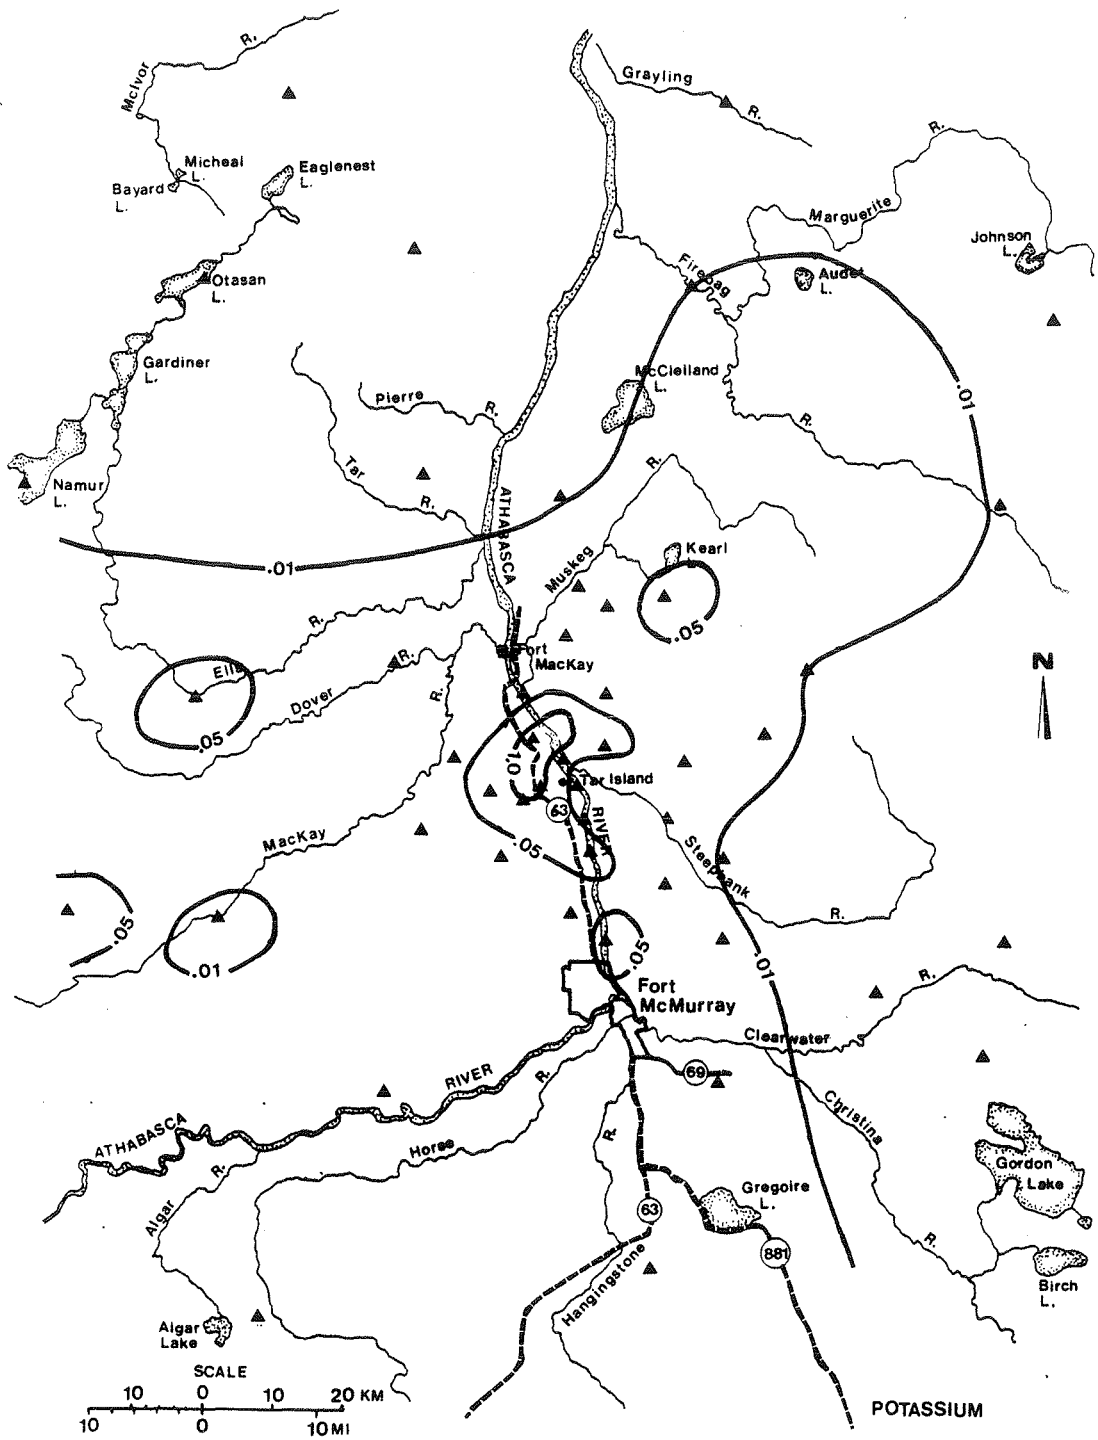 R.
McIvor
Grayling
R.
R.
Micheal
L.
Bayard
L.
Eaglenest
L.
Marguerite
Johnson
L.
Firebag
Audet
L.
Otasan
L.
Gardiner
L.
McClelland
L.
.01
Pierre
R.
R.
Tar
R.
R.
Namur
L.
ATHABASCA
Muskeg
Kearl
.01
.05
R.
Fort
MacKay
Ells
R.
Dover
R.
N
.05
1.0
Tar Island
63
RIVER
.05
MacKay
Steepbank
R.
.05
.01
.05
.01
R.
Fort
McMurray
Clearwater
69
RIVER
R.
Christina
ATHABASCA
Horse
R.
R.
Algar
Gordon
Lake
Gregoire
L.
63
881
R.
Hangingstone
Birch
L.
Algar
Lake
SCALE
10 0 10 20 KM
10 0 10 MI
POTASSIUM